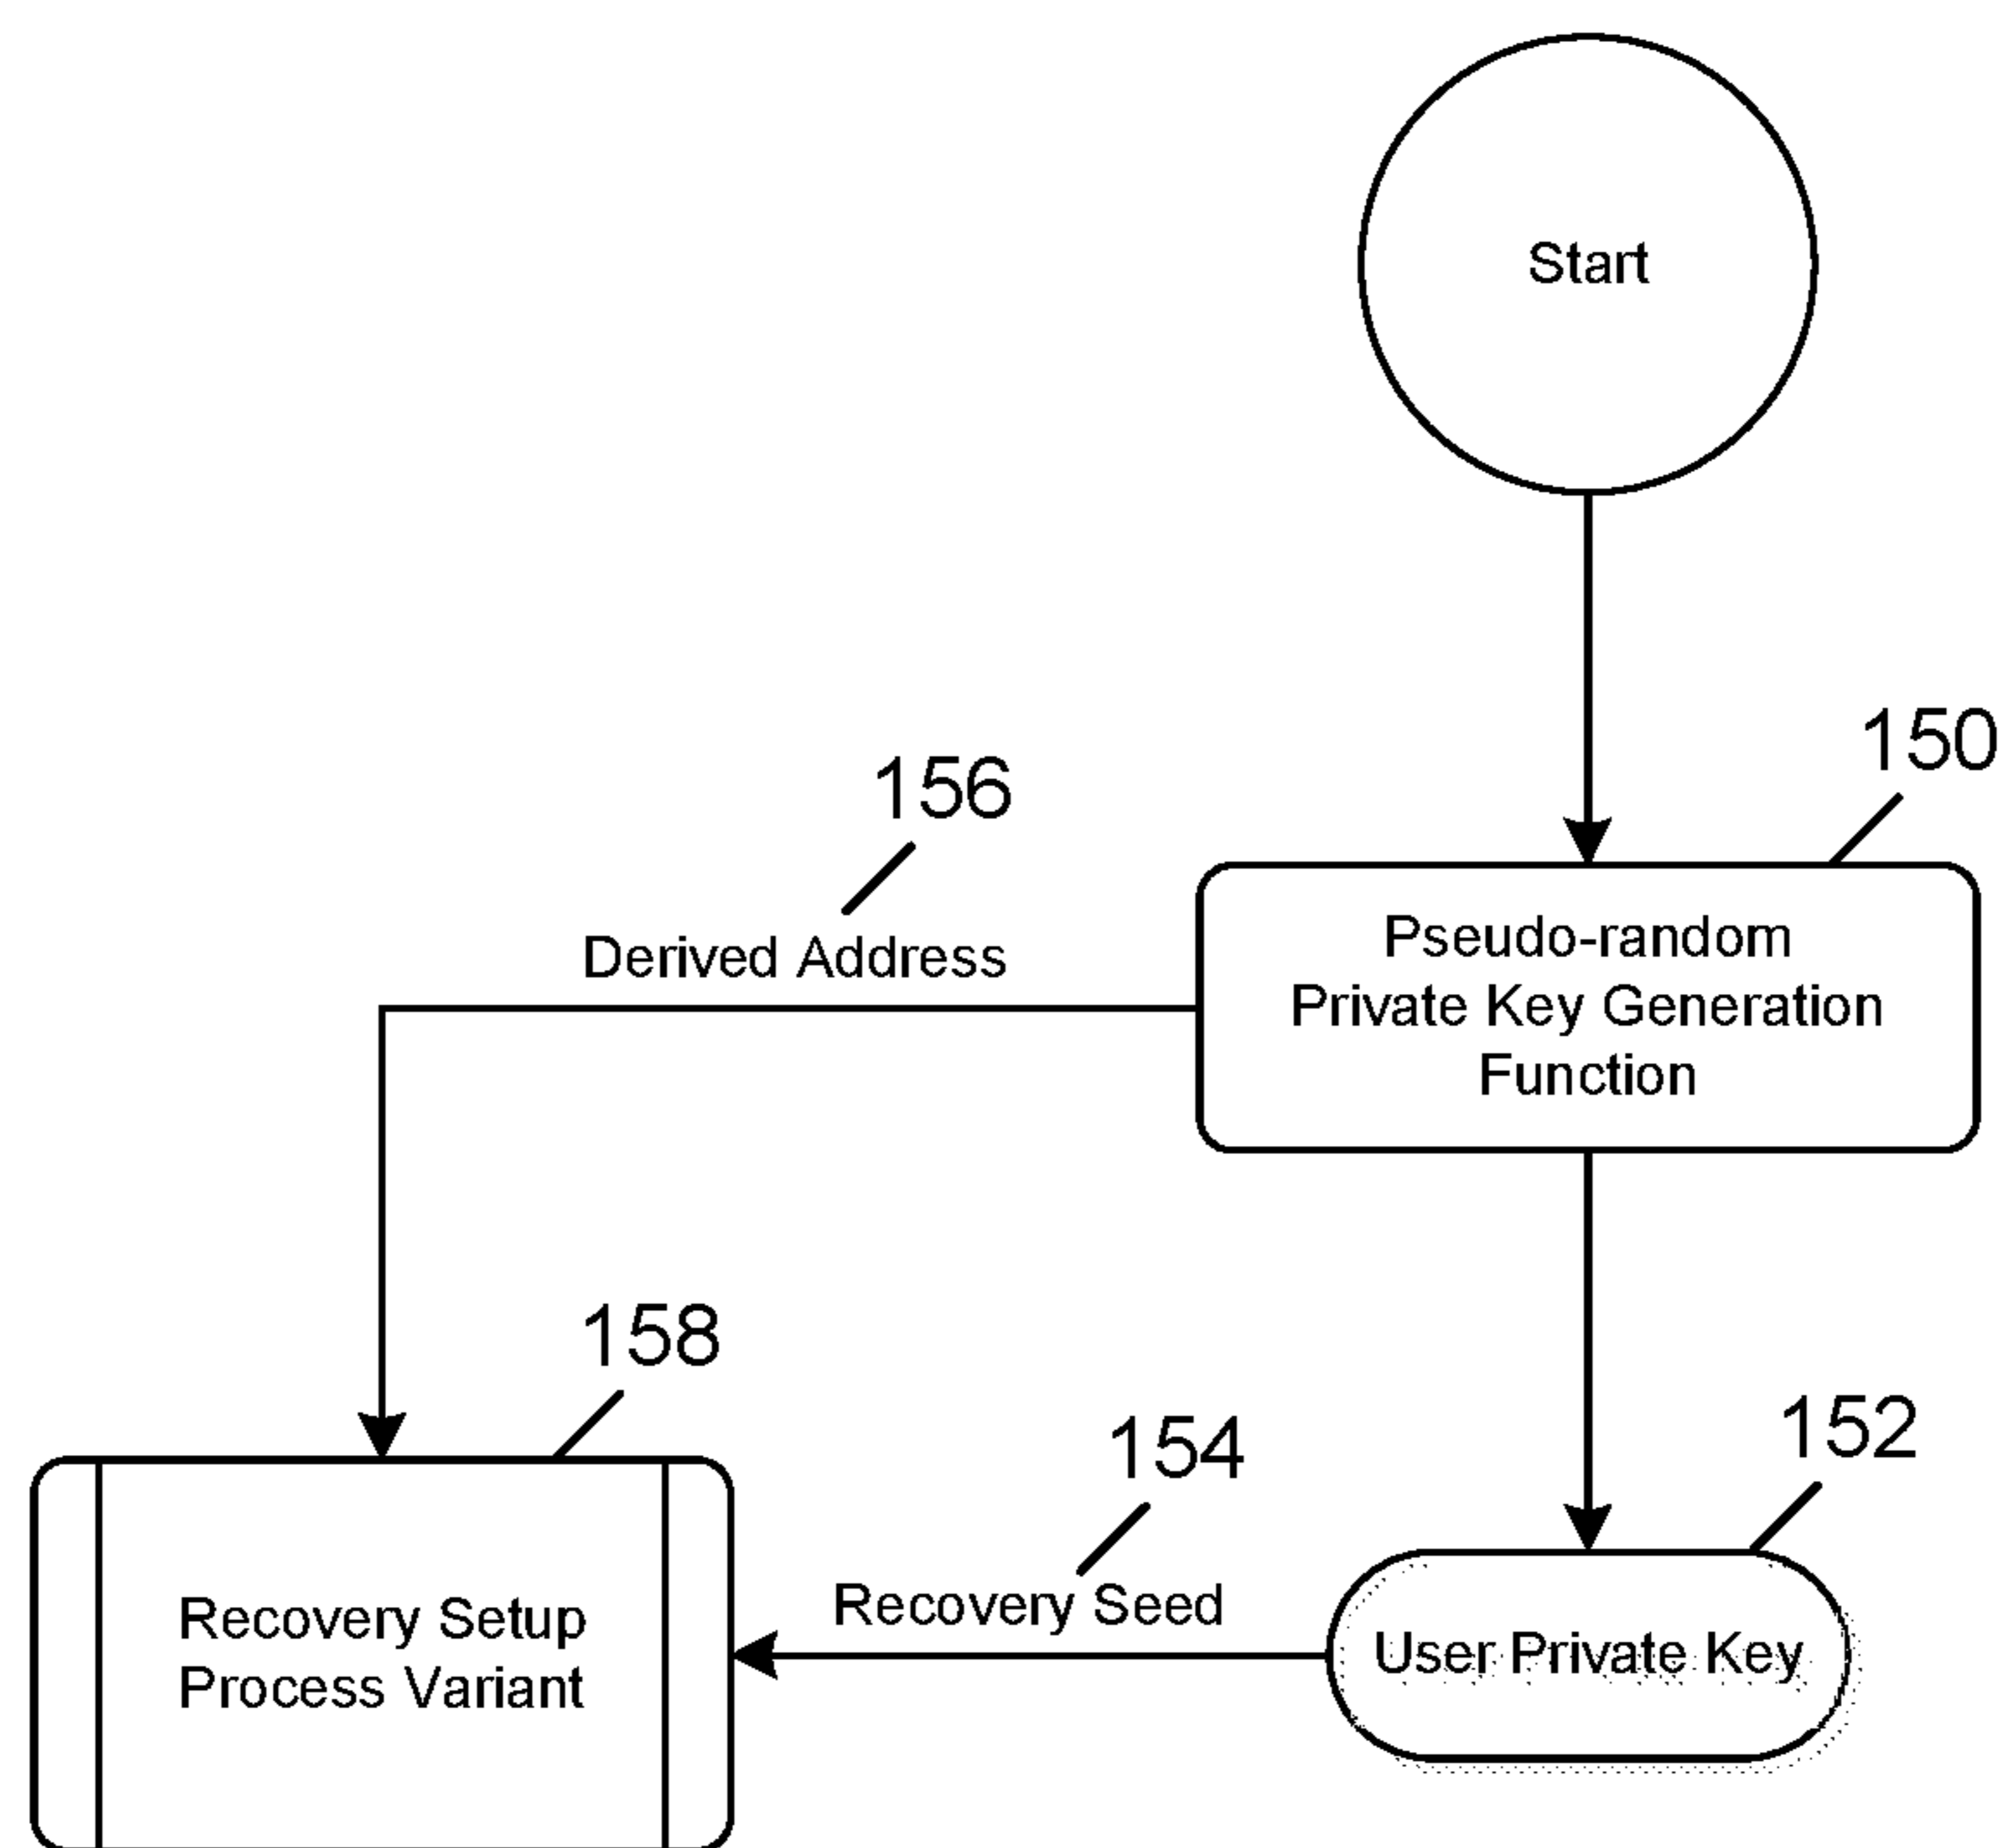 Start
150
156
Derived Address
Pseudo-random
Private Key Generation
Function
158
154
152
Recovery Seed
Recovery Setup
Process Variant
User Private Key